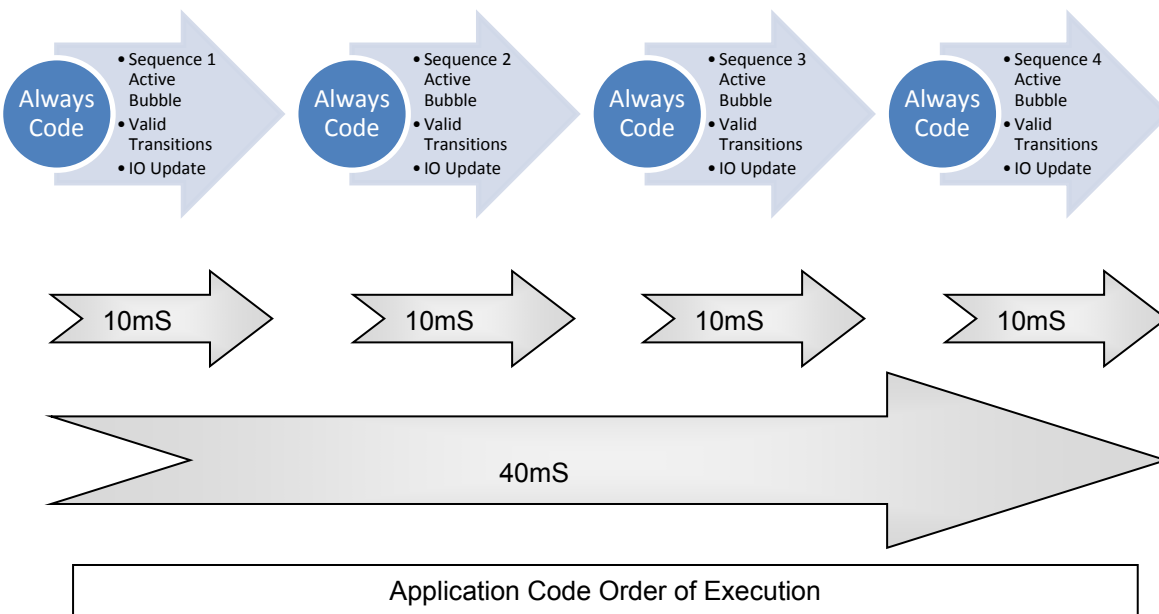 Always
Code
• Sequence 1
Active
Bubble
• Valid
Transitions
• IO Update
Always
Code
• Sequence 2
Active
Bubble
• Valid
Transitions
• IO Update
Always
Code
• Sequence 3
Active
Bubble
• Valid
Transitions
• IO Update
Always
Code
• Sequence 4
Active
Bubble
• Valid
Transitions
• IO Update
10mS
10mS
10mS
10mS
40mS
Application Code Order of Execution